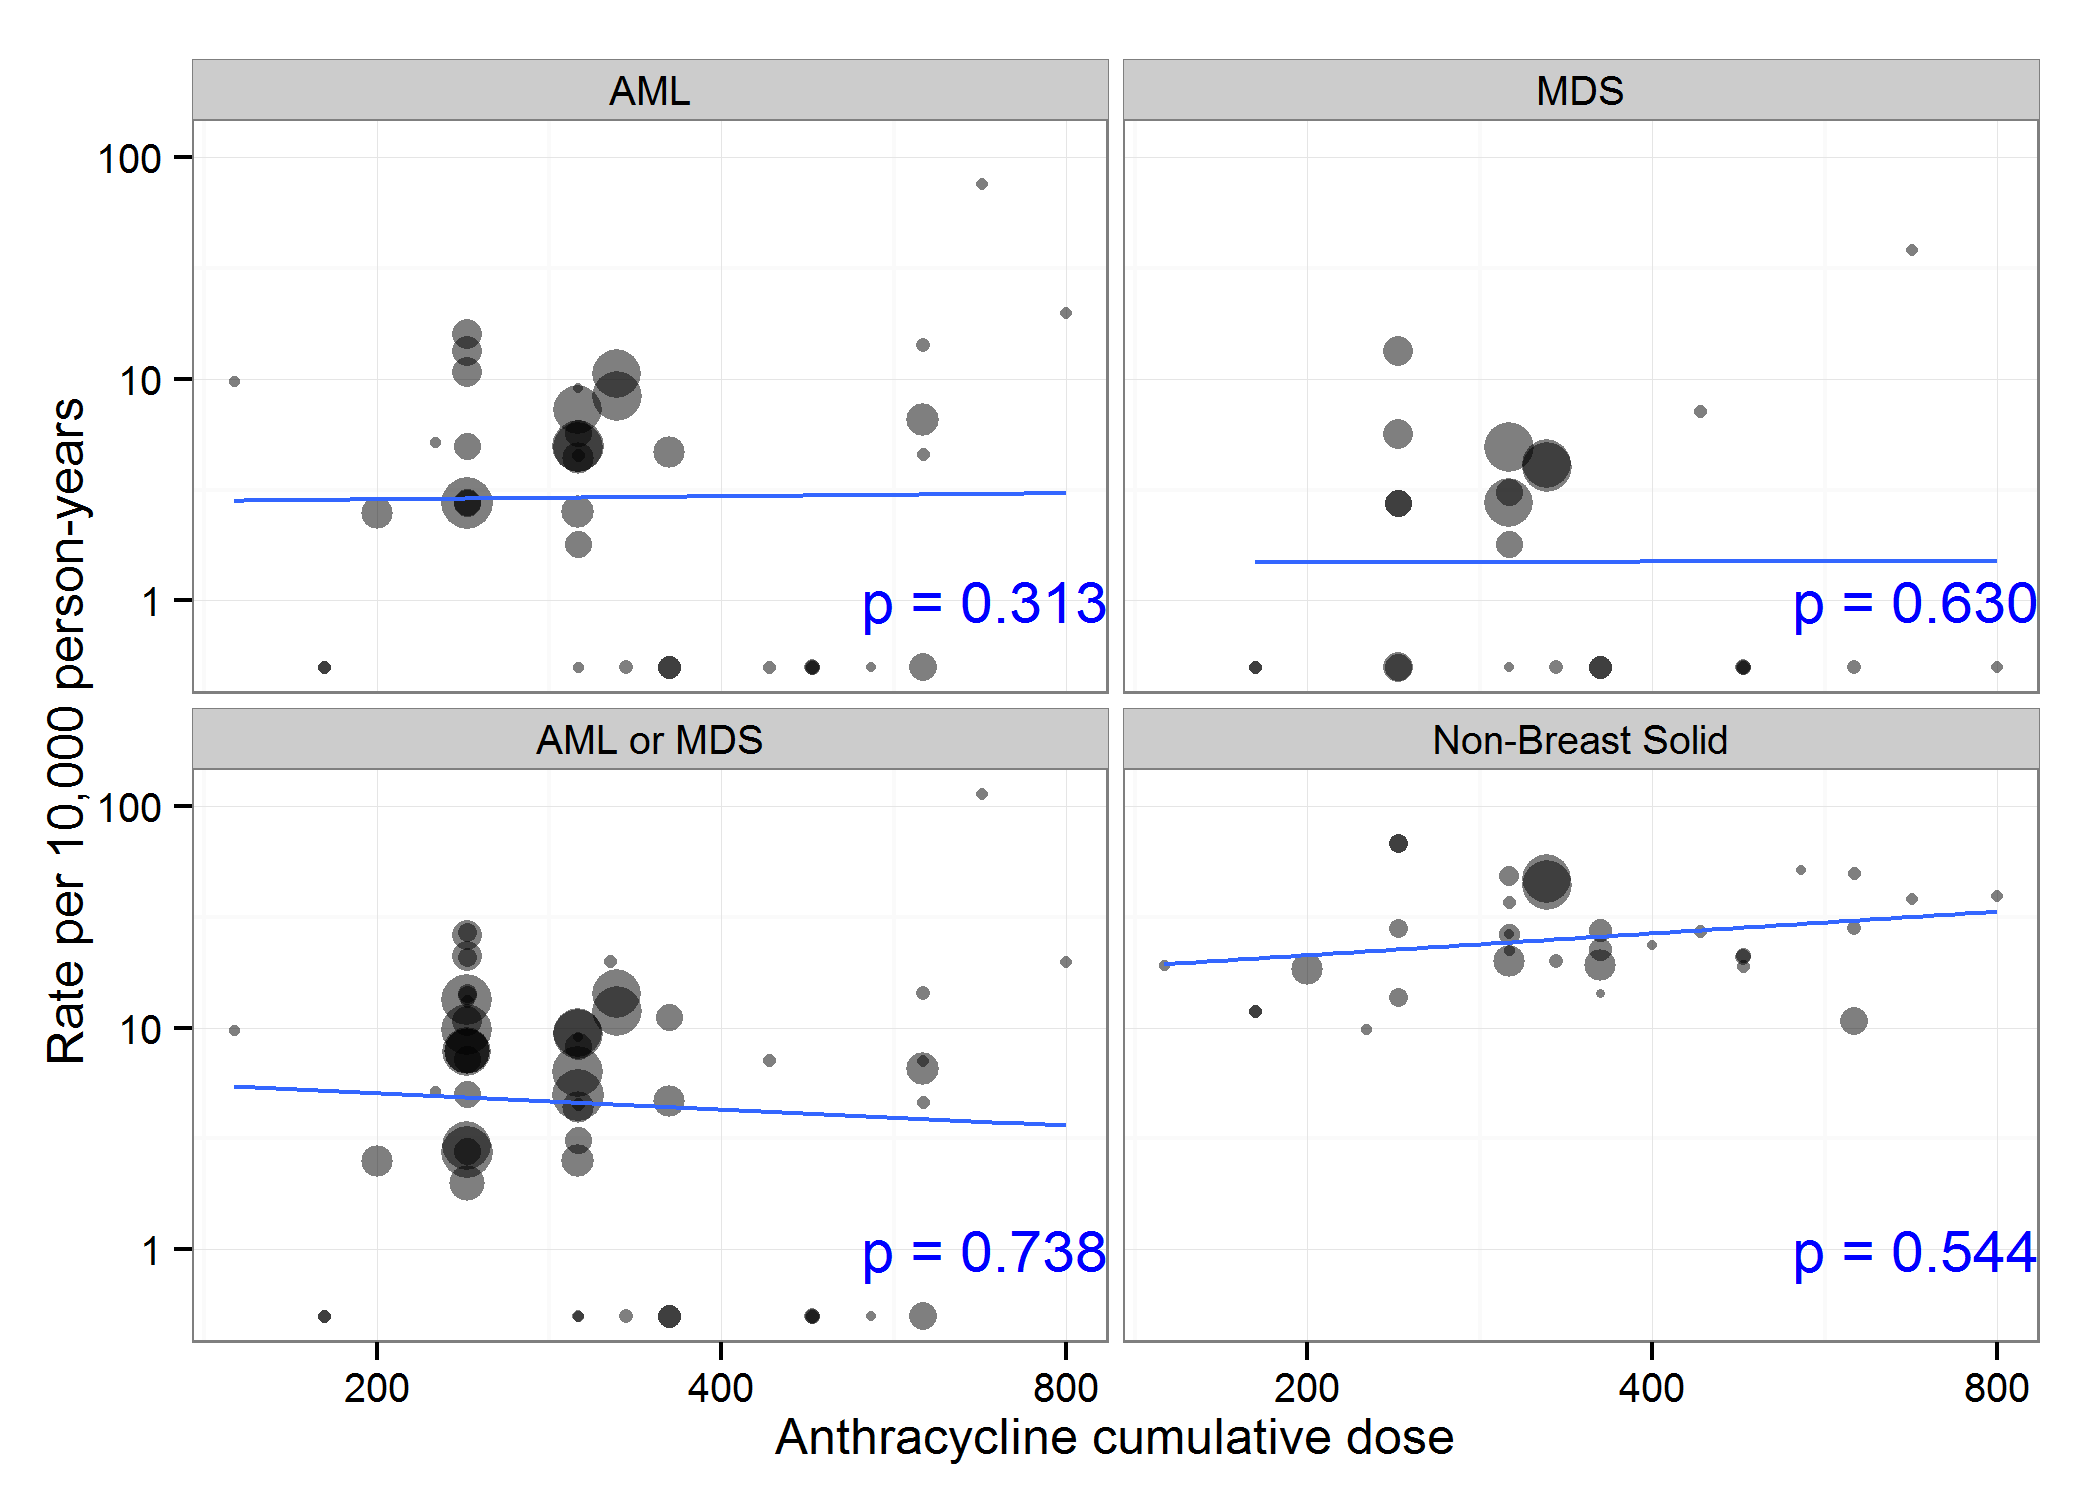 AML
MDS
100
10
1
p = 0.313
p = 0.630
AML or MDS
Non-Breast Solid
100
10
1
p = 0.738
p = 0.544
200
400
800
200
400
800
Anthracycline cumulative dose
Rate per 10,000 person-years